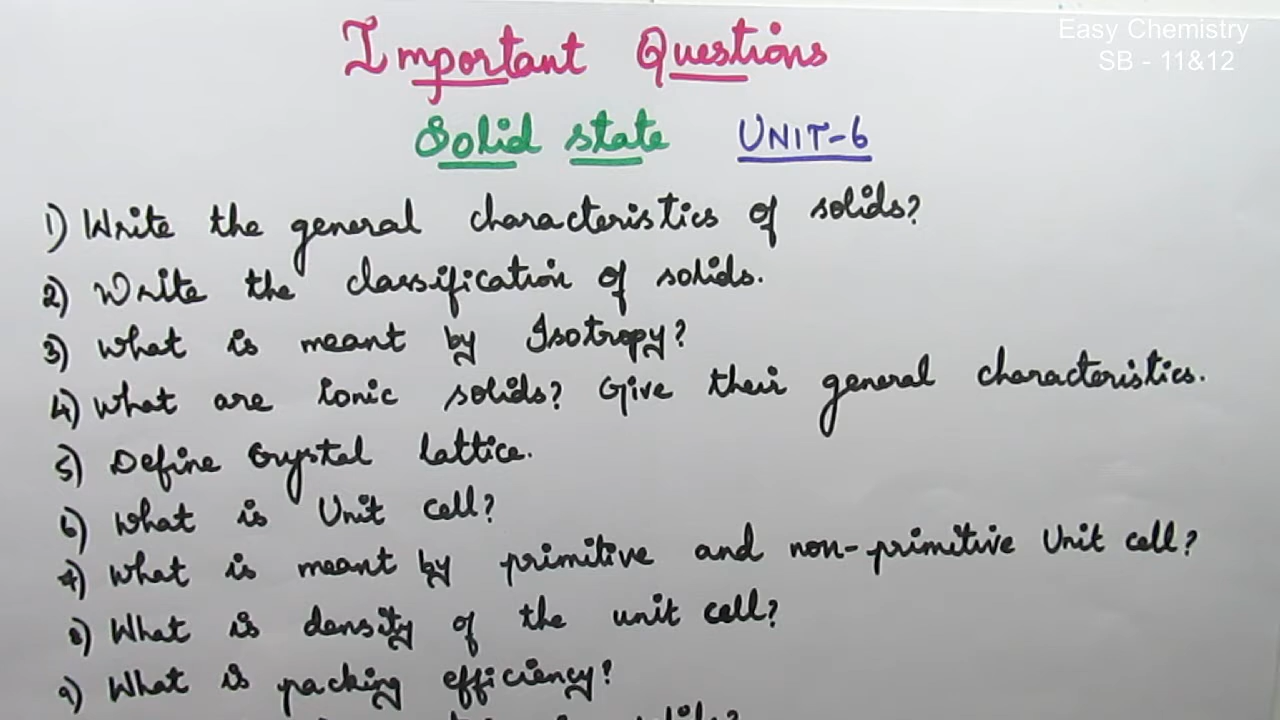 Easy Chemistry
SB - 11&12
Important Questions
Solid state UNIT-6
1) Write the general characteristics of solids?
2) Write the classification of solids.
3) What is meant by Isotropy?
4) What are ionic solids? Give their general characteristics.
5) Define Crystal lattice.
6) What is Unit cell?
7) What is meant by primitive and non-primitive Unit cell?
8) What is density of the unit cell?
9) What is packing efficiency?
solids?